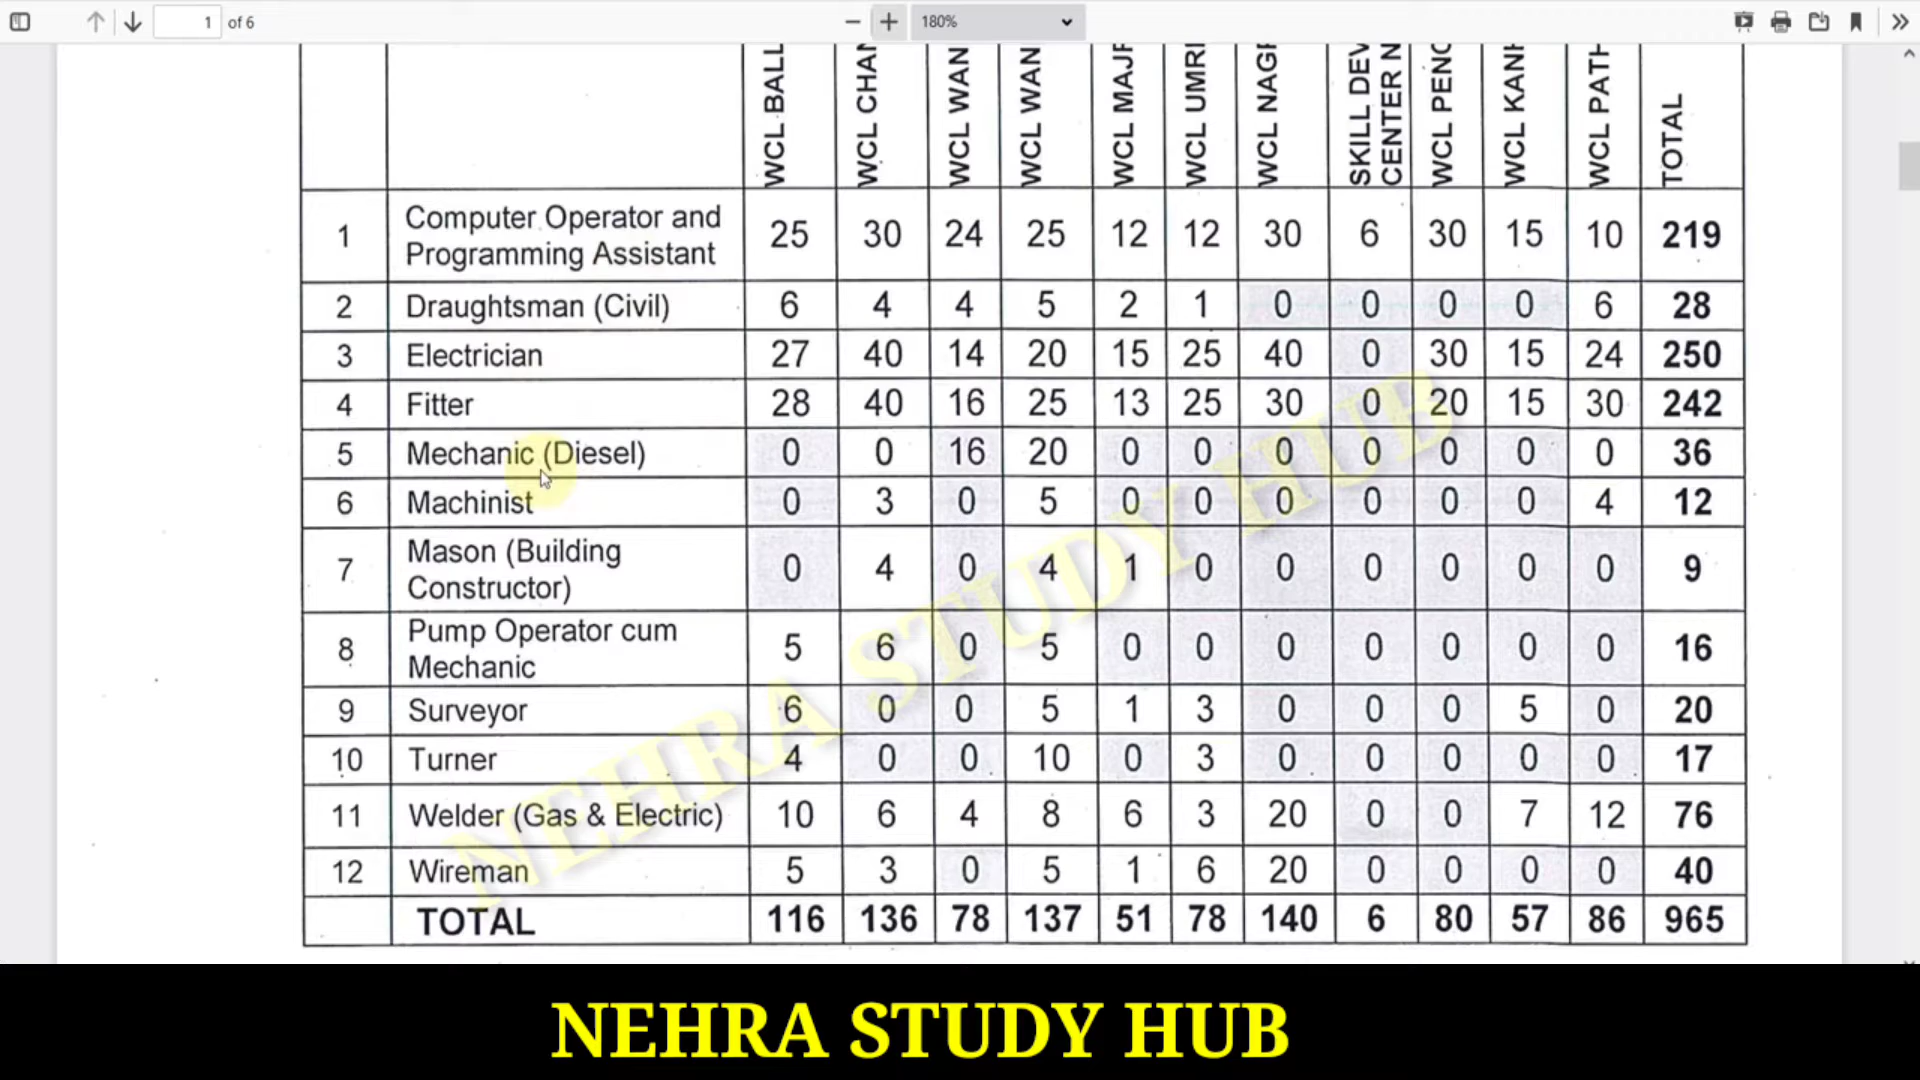 1 of 6 180%
WCL BALL WCL CHAN WCL WAN WCL WAN WCL MAJR WCL UMRE WCL NAGP SKILL DEV CENTER N WCL PENC WCL KANH WCL PATH TOTAL
1 Computer Operator and Programming Assistant 25 30 24 25 12 12 30 6 30 15 10 219
2 Draughtsman (Civil) 6 4 4 5 2 1 0 0 0 0 6 28
3 Electrician 27 40 14 20 15 25 40 0 30 15 24 250
4 Fitter 28 40 16 25 13 25 30 0 20 15 30 242
5 Mechanic (Diesel) 0 0 16 20 0 0 0 0 0 0 0 36
6 Machinist 0 3 0 5 0 0 0 0 0 0 4 12
7 Mason (Building Constructor) 0 4 0 4 1 0 0 0 0 0 0 9
8 Pump Operator cum Mechanic 5 6 0 5 0 0 0 0 0 0 0 16
9 Surveyor 6 0 0 5 1 3 0 0 0 5 0 20
10 Turner 4 0 0 10 0 3 0 0 0 0 0 17
11 Welder (Gas & Electric) 10 6 4 8 6 3 20 0 0 7 12 76
12 Wireman 5 3 0 5 1 6 20 0 0 0 0 40
TOTAL 116 136 78 137 51 78 140 6 80 57 86 965
NEHRA STUDY HUB
NEHRA STUDY HUB